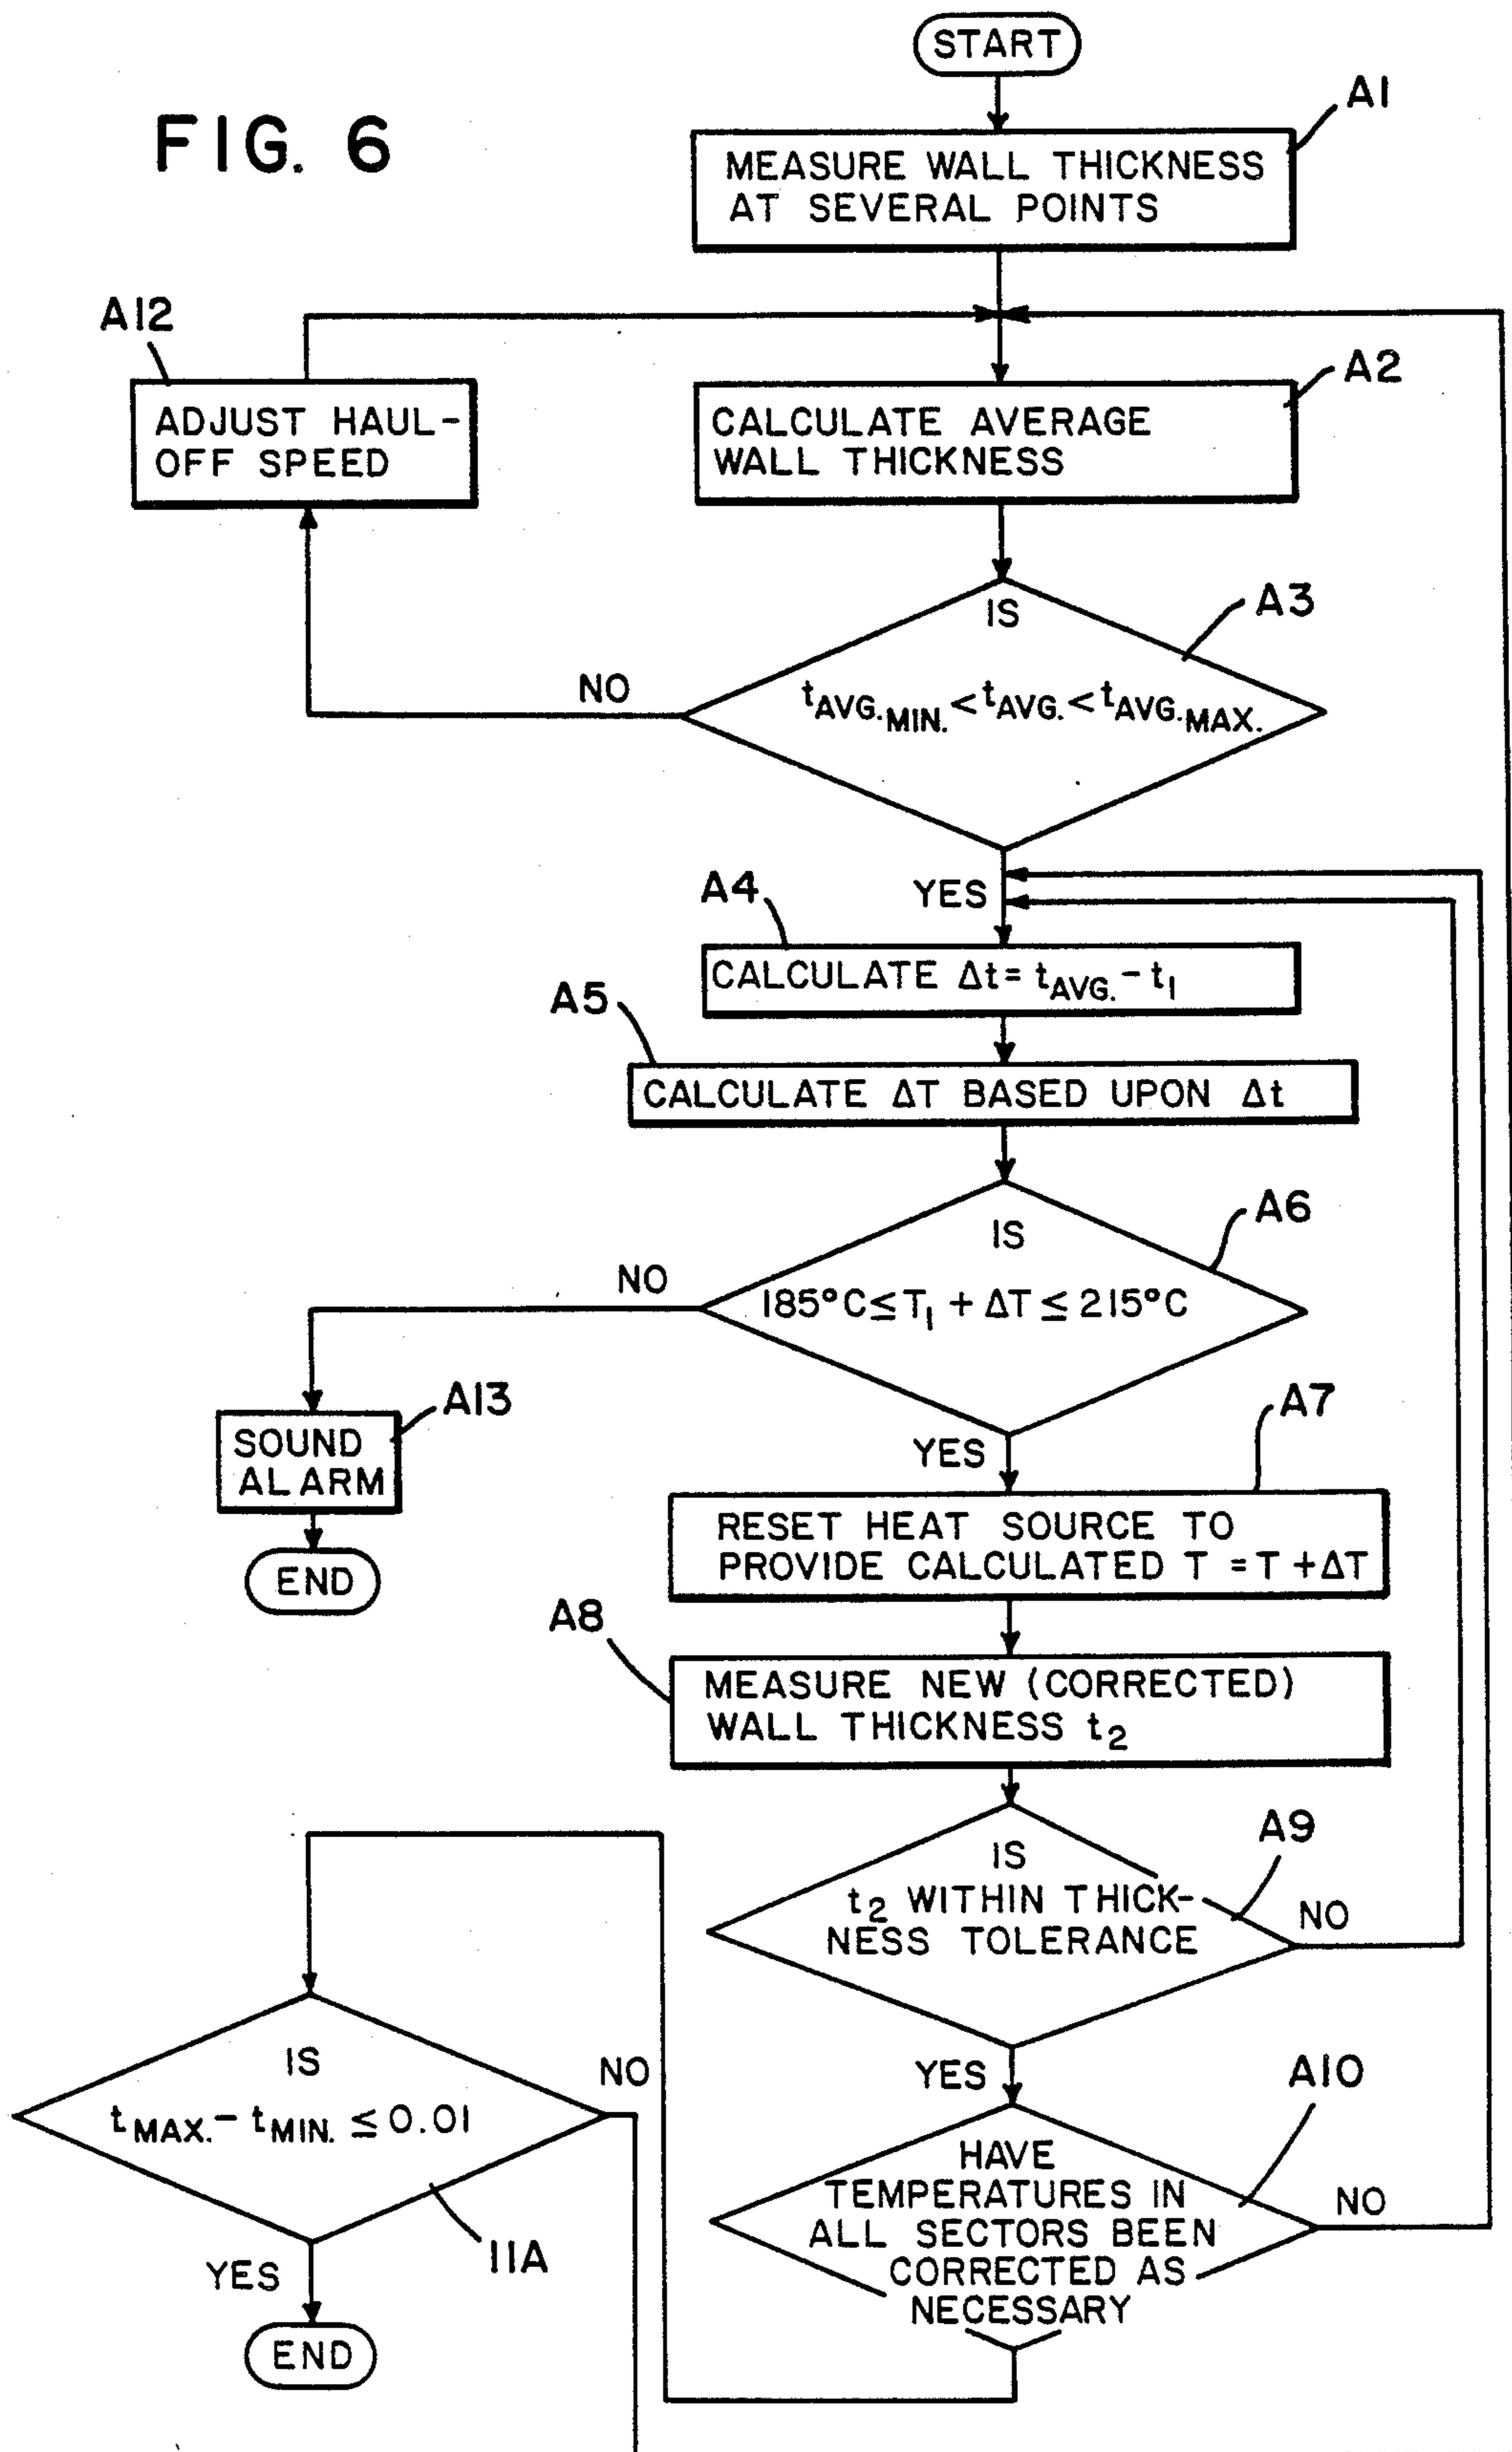 START
FIG. 6
A1
MEASURE WALL THICKNESS
AT SEVERAL POINTS
A12
ADJUST HAUL-
OFF SPEED
A2
CALCULATE AVERAGE
WALL THICKNESS
A3
IS
tAVG.MIN. < tAVG. < tAVG.MAX.
NO
YES
A4
CALCULATE Δt = tAVG. - t1
A5
CALCULATE ΔT BASED UPON Δt
A6
IS
185°C ≤ T1 + ΔT ≤ 215°C
NO
YES
A13
SOUND
ALARM
END
A7
RESET HEAT SOURCE TO
PROVIDE CALCULATED T = T + ΔT
A8
MEASURE NEW (CORRECTED)
WALL THICKNESS t2
A9
IS
t2 WITHIN THICK-
NESS TOLERANCE
NO
YES
A10
HAVE
TEMPERATURES IN
ALL SECTORS BEEN
CORRECTED AS
NECESSARY
NO
IS
tMAX. - tMIN. ≤ 0.01
NO
11A
YES
END